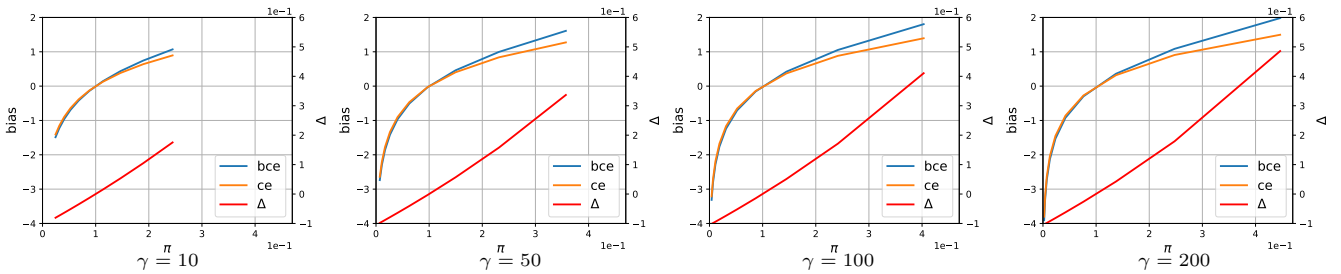 1e−1 1e−1 1e−1 1e−1
2 6 2 6 2 6 2 6
1 5 1 5 1 5 1 5
0 4 0 4 0 4 0 4
bias −1 3 Δ bias −1 3 Δ bias −1 3 Δ bias −1 3 Δ
2 2 2 2
−2 bce 1 −2 bce 1 −2 bce 1 −2 bce 1
−3 ce 0 −3 ce 0 −3 ce 0 −3 ce 0
Δ Δ Δ Δ
−4 −1 −4 −1 −4 −1 −4 −1
0 1 2 3 4 0 1 2 3 4 0 1 2 3 4 0 1 2 3 4
π 1e−1 π 1e−1 π 1e−1 π 1e−1
γ = 10 γ = 50 γ = 100 γ = 200